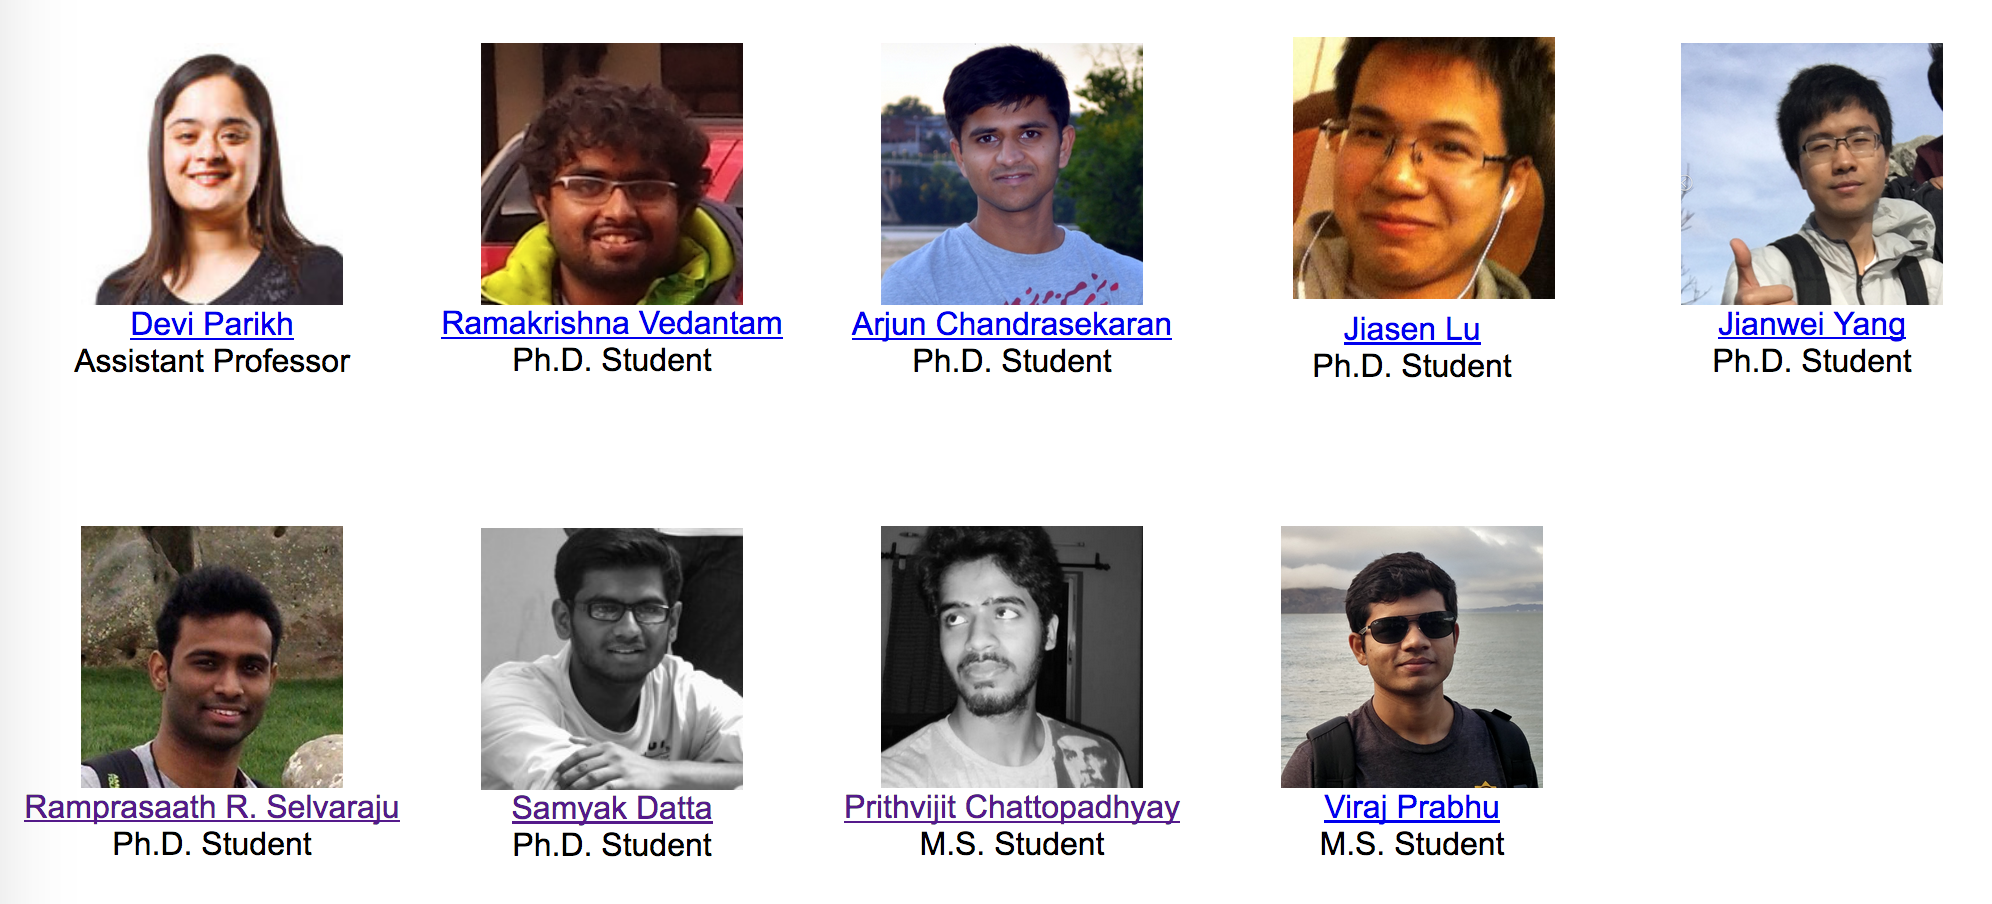 Devi Parikh
Assistant Professor
Ramakrishna Vedantam
Ph.D. Student
Arjun Chandrasekaran
Ph.D. Student
Jiasen Lu
Ph.D. Student
Jianwei Yang
Ph.D. Student
Ramprasaath R. Selvaraju
Ph.D. Student
Samyak Datta
Ph.D. Student
Prithvijit Chattopadhyay
M.S. Student
Viraj Prabhu
M.S. Student